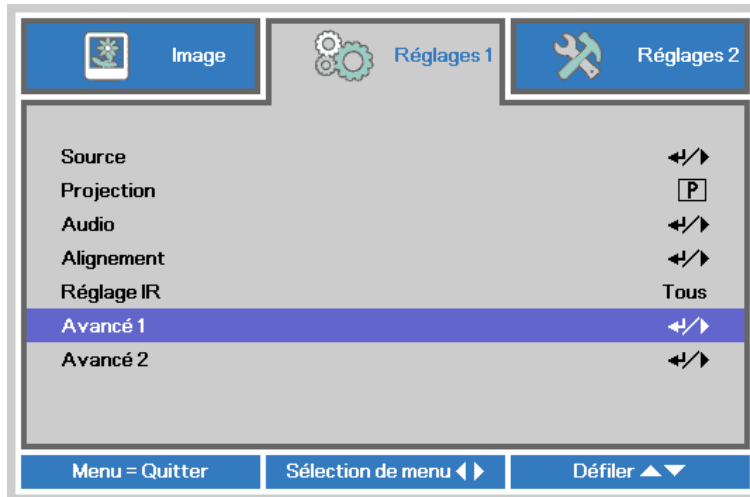 Image Réglages 1 Réglages 2
Source
Projection P
Audio
Alignement
Réglage IR Tous
Avancé 1
Avancé 2
Menu = Quitter Sélection de menu Défiler